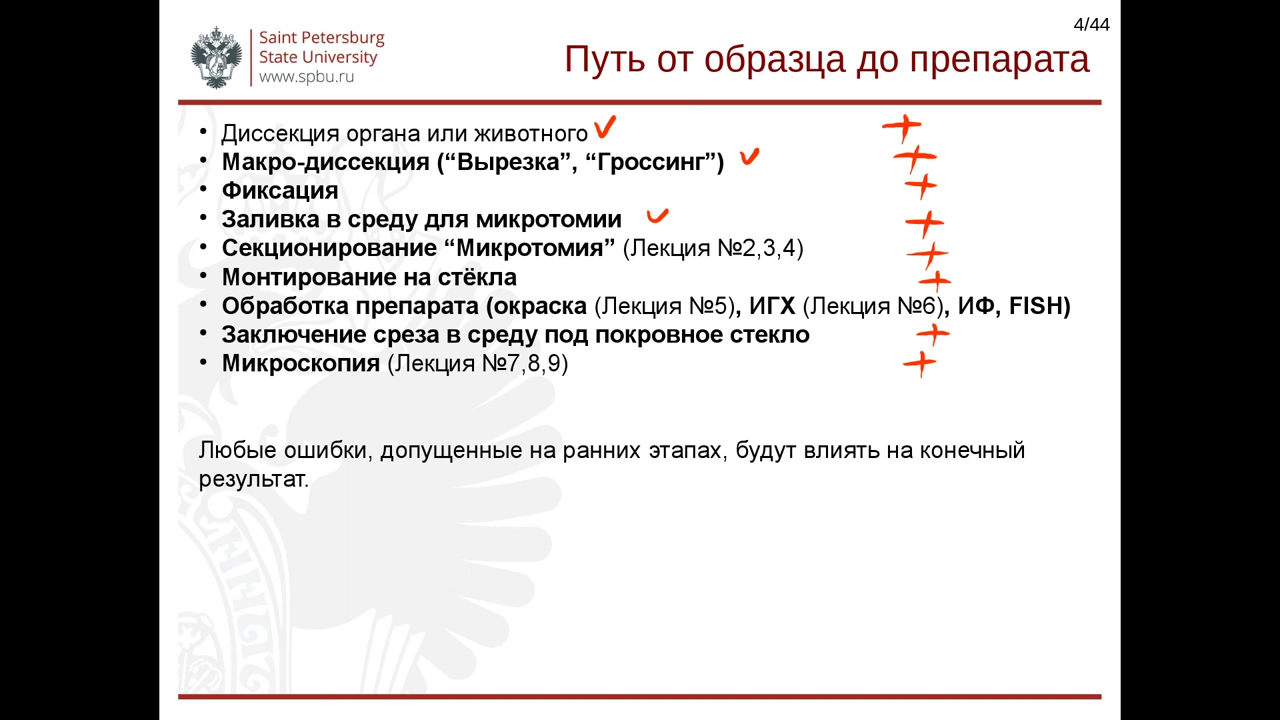 4/44
Saint Petersburg
State University
www.spbu.ru
Путь от образца до препарата
• Диссекция органа или животного ✓ +
• Макро-диссекция (“Вырезка”, “Гроссинг”) ✓ +
• Фиксация +
• Заливка в среду для микротомии ✓ +
• Секционирование “Микротомия” (Лекция №2,3,4) +
• Монтирование на стёкла +
• Обработка препарата (окраска (Лекция №5), ИГХ (Лекция №6), ИФ, FISH)
• Заключение среза в среду под покровное стекло +
• Микроскопия (Лекция №7,8,9) +
Любые ошибки, допущенные на ранних этапах, будут влиять на конечный
результат.